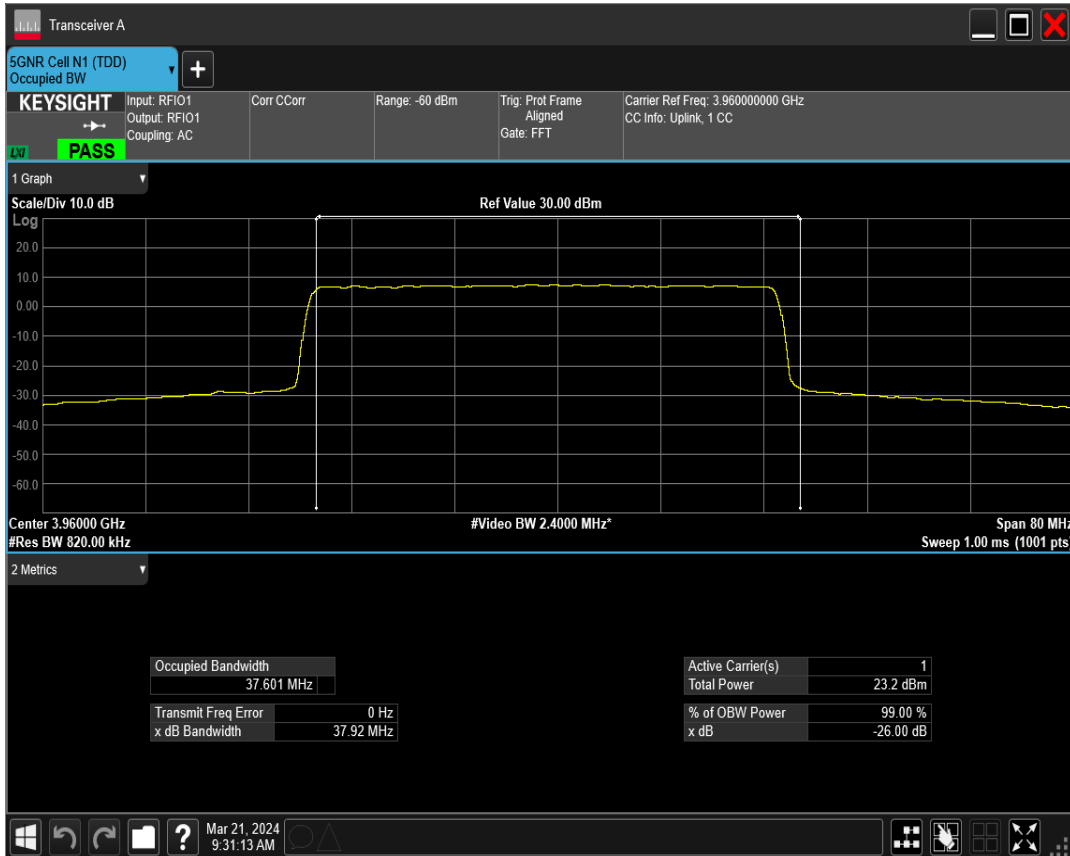 Transceiver A
5GNR Cell N1 (TDD)
Occupied BW
+
KEYSIGHT
LXI
PASS
Input: RFIO1
Output: RFIO1
Coupling: AC
Corr CCorr
Range: -60 dBm
Trig: Prot Frame
Aligned
Gate: FFT
Carrier Ref Freq: 3.960000000 GHz
CC Info: Uplink, 1 CC
1 Graph
Scale/Div 10.0 dB
Ref Value 30.00 dBm
Log
20.0
10.0
0.00
-10.0
-20.0
-30.0
-40.0
-50.0
-60.0
Center 3.96000 GHz
#Video BW 2.4000 MHz*
Span 80 MHz
#Res BW 820.00 kHz
Sweep 1.00 ms (1001 pts)
2 Metrics
Occupied Bandwidth
37.601 MHz
Transmit Freq Error 0 Hz
x dB Bandwidth 37.92 MHz
Active Carrier(s) 1
Total Power 23.2 dBm
% of OBW Power 99.00 %
x dB -26.00 dB
?
Mar 21, 2024
9:31:13 AM